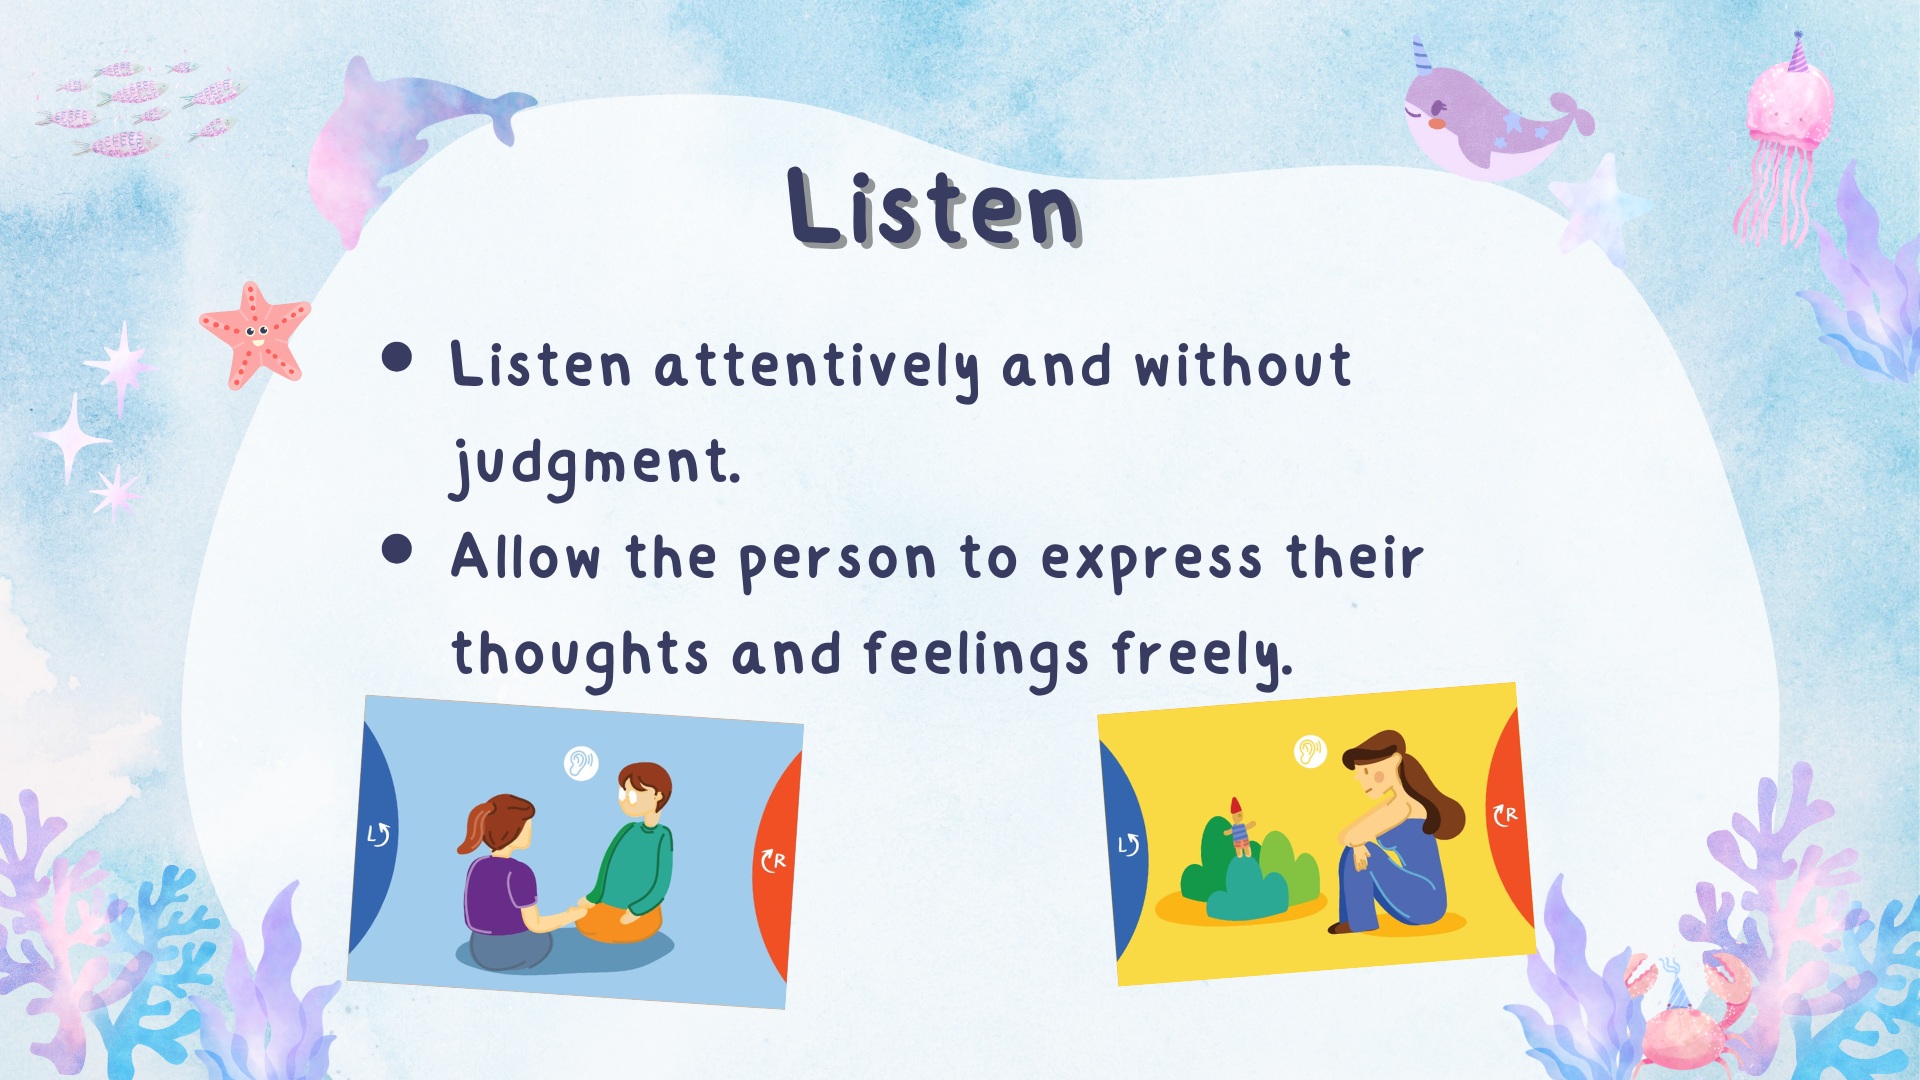 Listen
• Listen attentively and without
judgment.
• Allow the person to express their
thoughts and feelings freely.
L
R
L
R